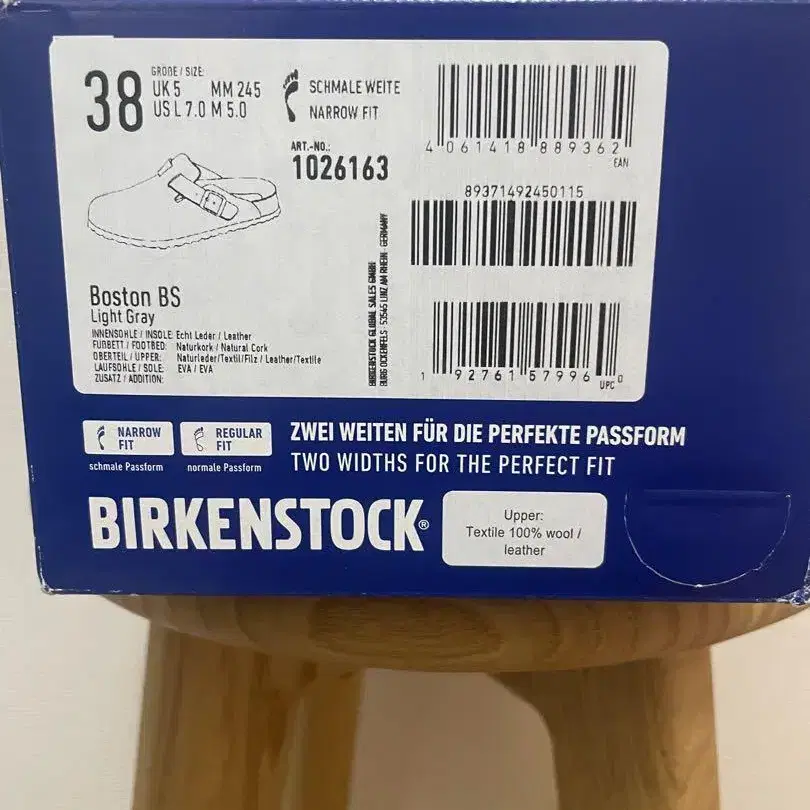 38
GRÖßE / SIZE:
UK 5 MM 245
US L 7.0 M 5.0
SCHMALE WEITE
NARROW FIT
ART.-NO.:
1026163
4 061418 889362
EAN
89371492450115
1 92761 57996 0
UPC
Boston BS
Light Gray
INNENSOHLE / INSOLE: Echt Leder / Leather
FUßBETT / FOOTBED: Naturkork / Natural Cork
OBERTEIL / UPPER: Naturleder/Textil/Filz / Leather/Textile
LAUFSOHLE / SOLE: EVA / EVA
ZUSATZ / ADDITION:
BIRKENSTOCK GLOBAL SALES GMBH
BURG OCKENFELS · 53545 LINZ AM RHEIN · GERMANY
NARROW FIT
schmale Passform
REGULAR FIT
normale Passform
ZWEI WEITEN FÜR DIE PERFEKTE PASSFORM
TWO WIDTHS FOR THE PERFECT FIT
BIRKENSTOCK®
Upper:
Textile 100% wool /
leather